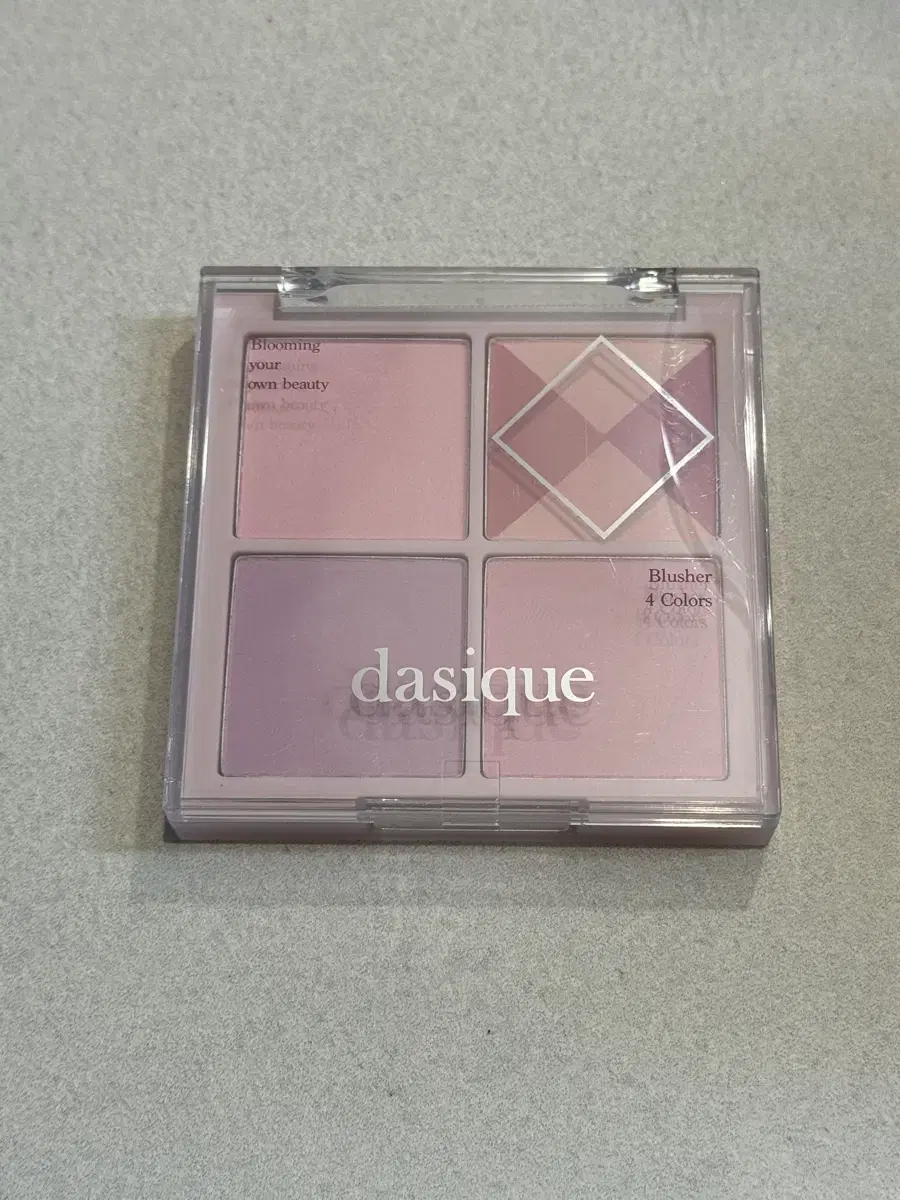 Blooming
your
own beauty
Blusher
4 Colors
dasique